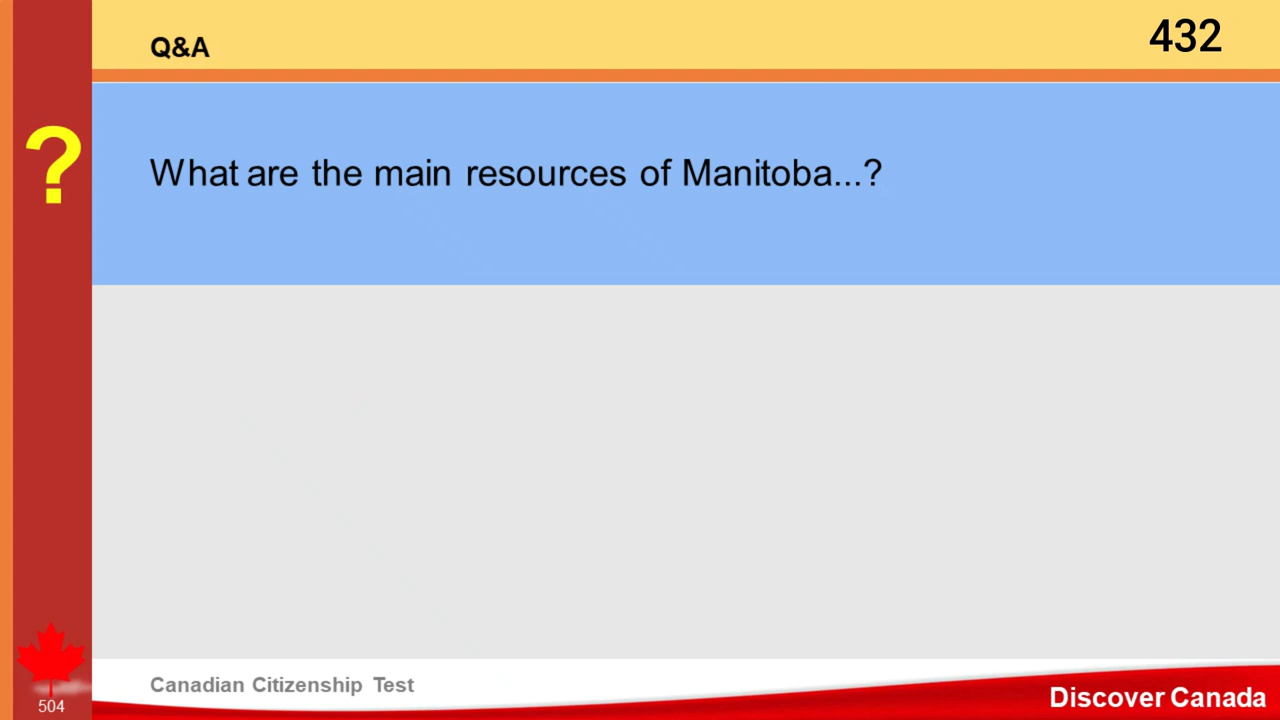 Q&A
432
?
What are the main resources of Manitoba...?
Canadian Citizenship Test
504
Discover Canada